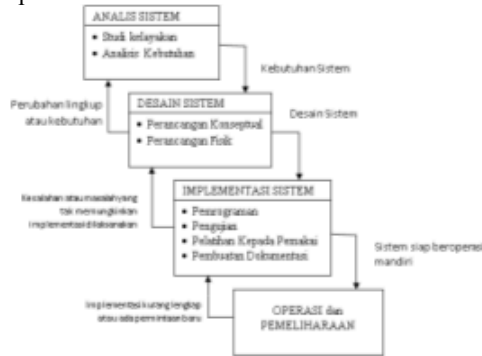 ANALIS SISTEM
• Studi kelayakan
• Analisis Kebutuhan
Kebutuhan Sistem
Perubahan lingkup
atau kebutuhan
DESAIN SISTEM
• Perancangan Konseptual
• Perancangan Fisik
Desain Sistem
Kesalahan atau masalah yang
tak memungkinkan
implementasi dilaksanakan
IMPLEMENTASI SISTEM
• Pemrograman
• Pengujian
• Pelatihan Kepada Pemakai
• Pembuatan Dokumentasi
Sistem siap beroperasi
mandiri
Implementasi kurang lengkap
atau ada permintaan baru
OPERASI dan
PEMELIHARAAN